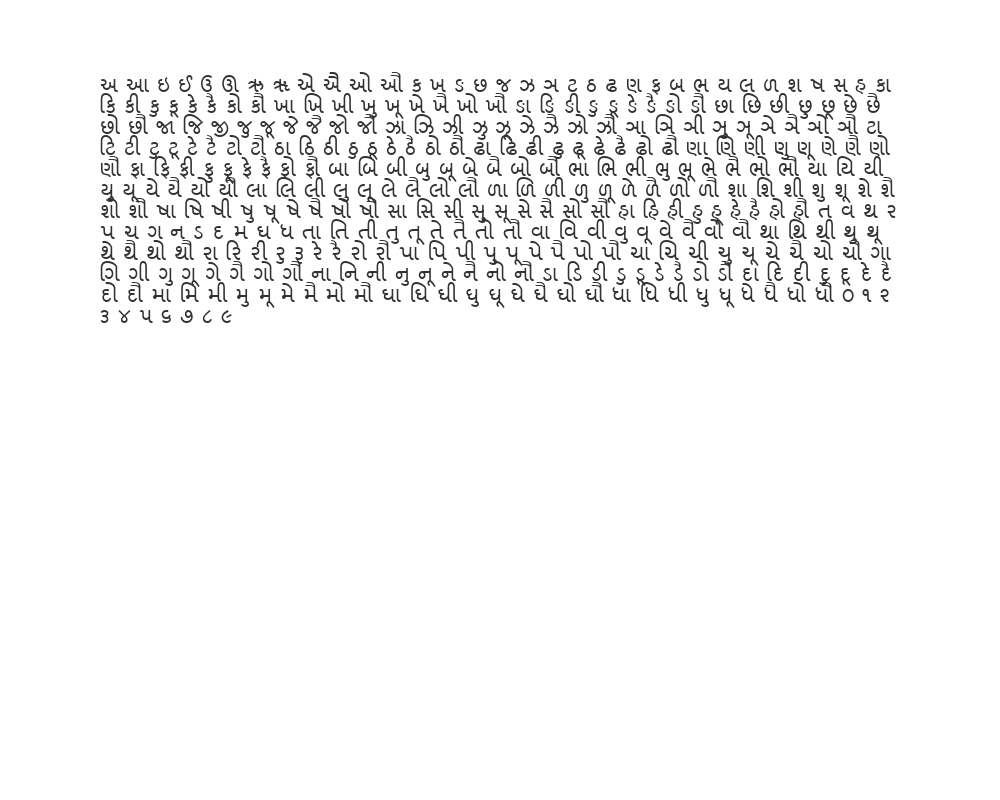 અ આ ઇ ઈ ઉ ઊ ઋ ૠ એ ઐ ઓ ઔ ક ખ ઙ છ જ ઝ ઞ ટ ઠ ઢ ણ ફ બ ભ ય લ ળ શ ષ સ હ કા
કિ કી કુ કૂ કે કૈ કો કૌ ખા ખિ ખી ખુ ખૂ ખે ખૈ ખો ખૌ ઙા ઙિ ઙી ઙુ ઙૂ ઙે ઙૈ ઙો ઙૌ છા છિ છી છુ છૂ છે છૈ
છો છૌ જા જિ જી જુ જૂ જે જૈ જો જૌ ઝા ઝિ ઝી ઝુ ઝૂ ઝે ઝૈ ઝો ઝૌ ઞા ઞિ ઞી ઞુ ઞૂ ઞે ઞૈ ઞો ઞૌ ટા
ટિ ટી ટુ ટૂ ટે ટૈ ટો ટૌ ઠા ઠિ ઠી ઠુ ઠૂ ઠે ઠૈ ઠો ઠૌ ઢા ઢિ ઢી ઢુ ઢૂ ઢે ઢૈ ઢો ઢૌ ણા ણિ ણી ણુ ણૂ ણે ણૈ ણો
ણૌ ફા ફિ ફી ફુ ફૂ ફે ફૈ ફો ફૌ બા બિ બી બુ બૂ બે બૈ બો બૌ ભા ભિ ભી ભુ ભૂ ભે ભૈ ભો ભૌ યા યિ યી
યુ યૂ યે યૈ યો યૌ લા લિ લી લુ લૂ લે લૈ લો લૌ ળા ળિ ળી ળુ ળૂ ળે ળૈ ળો ળૌ શા શિ શી શુ શૂ શે શૈ
શો શૌ ષા ષિ ષી ષુ ષૂ ષે ષૈ ષો ષૌ સા સિ સી સુ સૂ સે સૈ સો સૌ હા હિ હી હુ હૂ હે હૈ હો હૌ ત વ થ ર
પ ચ ગ ન ડ દ મ ઘ ધ તા તિ તી તુ તૂ તે તૈ તો તૌ વા વિ વી વુ વૂ વે વૈ વો વૌ થા થિ થી થુ થૂ
થે થૈ થો થૌ રા રિ રી રુ રૂ રે રૈ રો રૌ પા પિ પી પુ પૂ પે પૈ પો પૌ ચા ચિ ચી ચુ ચૂ ચે ચૈ ચો ચૌ ગા
ગિ ગી ગુ ગૂ ગે ગૈ ગો ગૌ ના નિ ની નુ નૂ ને નૈ નો નૌ ડા ડિ ડી ડુ ડૂ ડે ડૈ ડો ડૌ દા દિ દી દુ દૂ દે દૈ
દો દૌ મા મિ મી મુ મૂ મે મૈ મો મૌ ઘા ઘિ ઘી ઘુ ઘૂ ઘે ઘૈ ઘો ઘૌ ધા ધિ ધી ધુ ધૂ ધે ધૈ ધો ધૌ ૦ ૧ ૨
૩ ૪ ૫ ૬ ૭ ૮ ૯